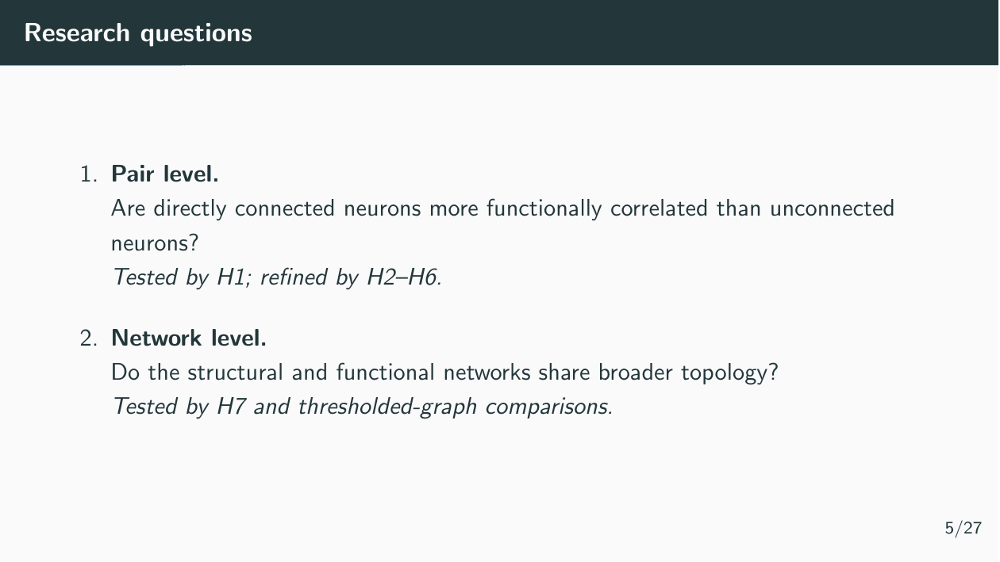 Research questions
1. Pair level.
Are directly connected neurons more functionally correlated than unconnected
neurons?
Tested by H1; refined by H2–H6.
2. Network level.
Do the structural and functional networks share broader topology?
Tested by H7 and thresholded-graph comparisons.
5/27